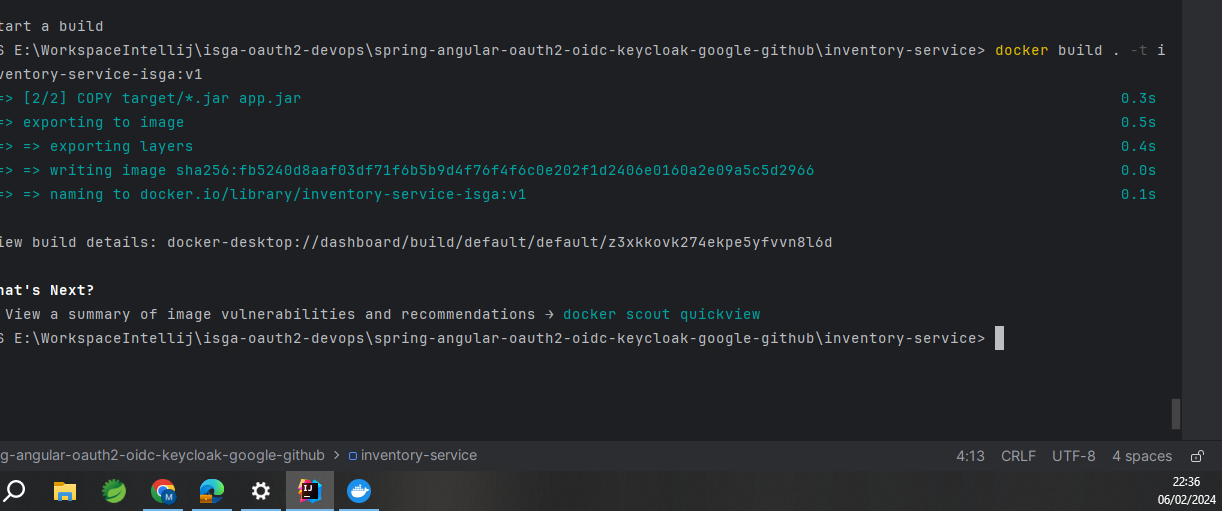 tart a build
S E:\WorkspaceIntellij\isga-oauth2-devops\spring-angular-oauth2-oidc-keycloak-google-github\inventory-service> docker build . -t i
ventory-service-isga:v1
=> [2/2] COPY target/*.jar app.jar 0.3s
=> exporting to image 0.5s
=> => exporting layers 0.4s
=> => writing image sha256:fb5240d8aaf03df71f6b5b9d4f76f4f6c0e202f1d2406e0160a2e09a5c5d2966 0.0s
=> => naming to docker.io/library/inventory-service-isga:v1 0.1s
iew build details: docker-desktop://dashboard/build/default/default/z3xkkovk274ekpe5yfvvn8l6d
hat's Next?
View a summary of image vulnerabilities and recommendations → docker scout quickview
S E:\WorkspaceIntellij\isga-oauth2-devops\spring-angular-oauth2-oidc-keycloak-google-github\inventory-service>
g-angular-oauth2-oidc-keycloak-google-github > inventory-service 4:13 CRLF UTF-8 4 spaces
M
IJ
22:36
06/02/2024